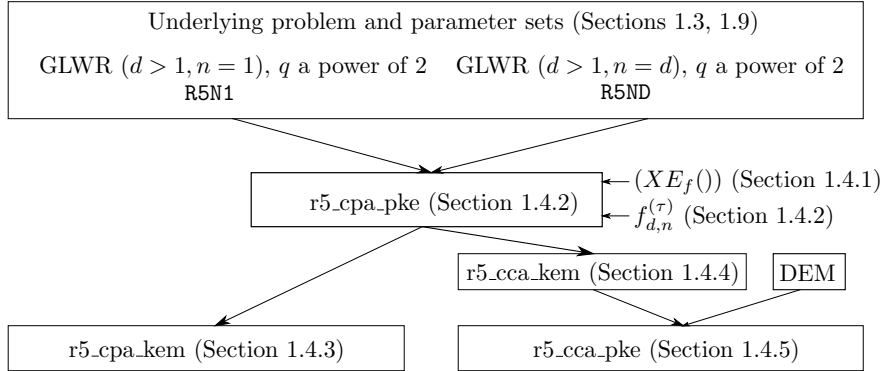 Underlying problem and parameter sets (Sections 1.3, 1.9)
GLWR (d > 1, n = 1), q a power of 2 GLWR (d > 1, n = d), q a power of 2
R5N1 R5ND
(XE_f()) (Section 1.4.1)
r5_cpa_pke (Section 1.4.2)
f_{d,n}^{(τ)} (Section 1.4.2)
r5_cca_kem (Section 1.4.4) DEM
r5_cpa_kem (Section 1.4.3) r5_cca_pke (Section 1.4.5)